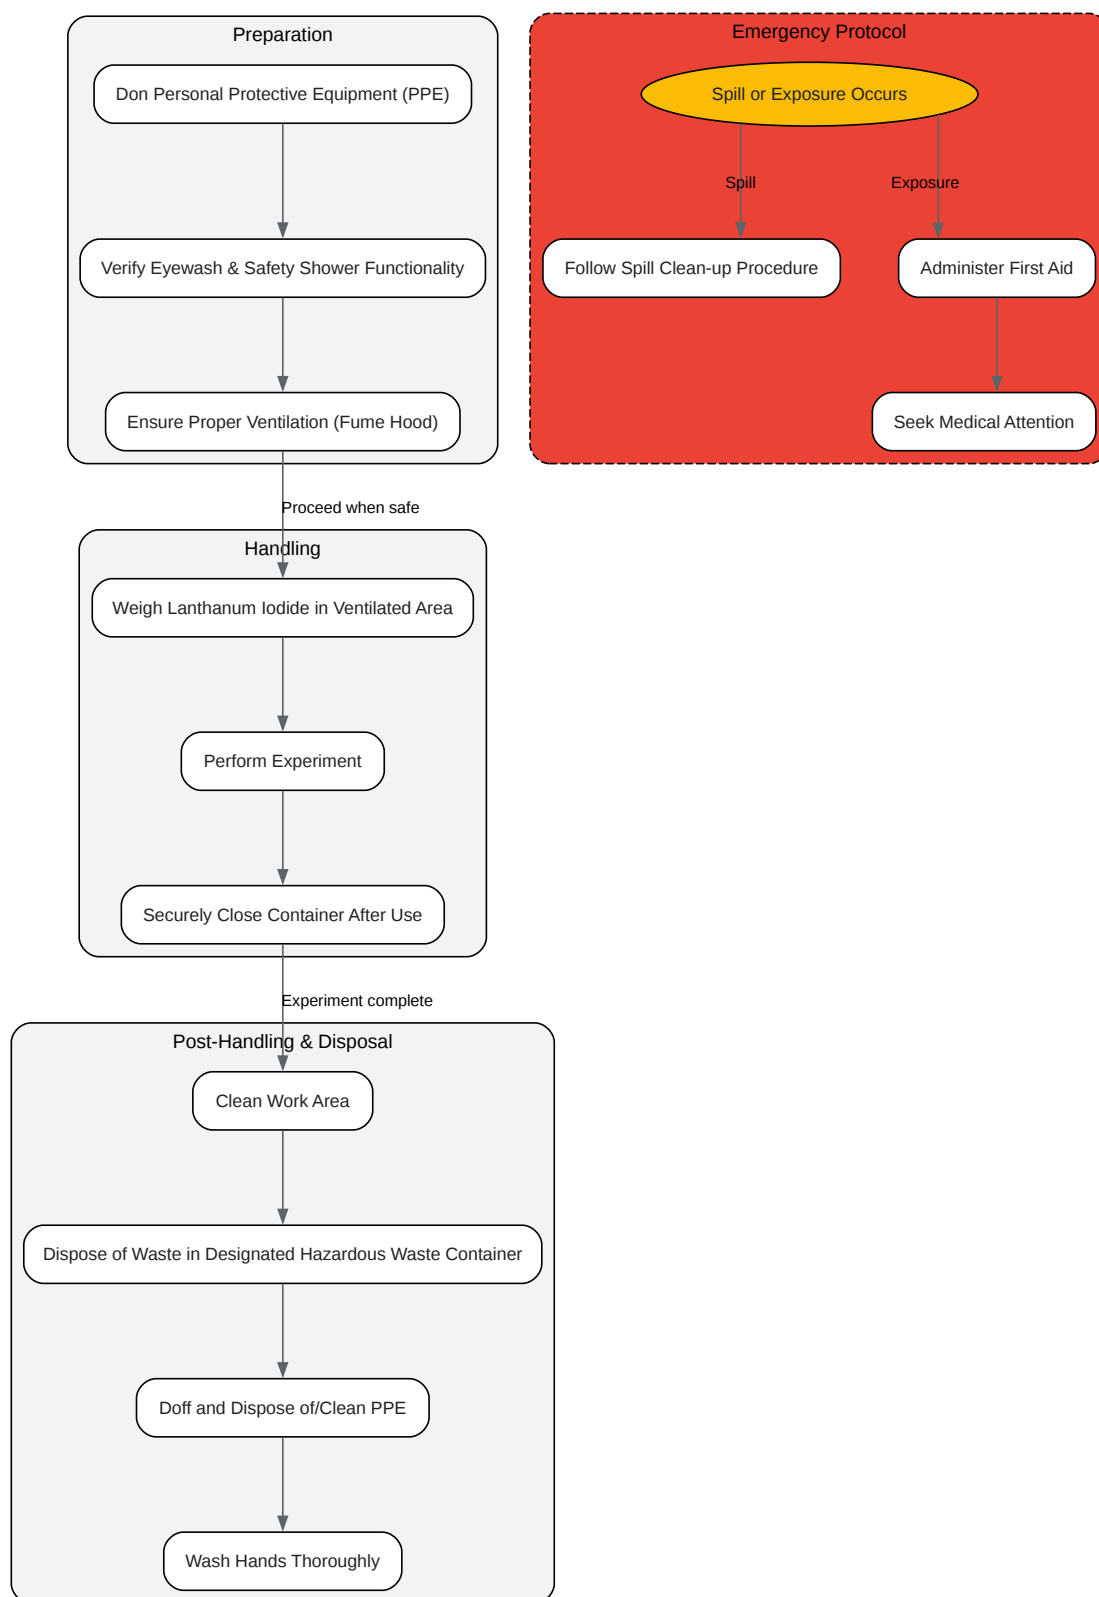 Preparation
Don Personal Protective Equipment (PPE)
Verify Eyewash & Safety Shower Functionality
Ensure Proper Ventilation (Fume Hood)
Proceed when safe
Handling
Weigh Lanthanum Iodide in Ventilated Area
Perform Experiment
Securely Close Container After Use
Experiment complete
Post-Handling & Disposal
Clean Work Area
Dispose of Waste in Designated Hazardous Waste Container
Doff and Dispose of/Clean PPE
Wash Hands Thoroughly
Emergency Protocol
Spill or Exposure Occurs
Spill
Exposure
Follow Spill Clean-up Procedure
Administer First Aid
Seek Medical Attention